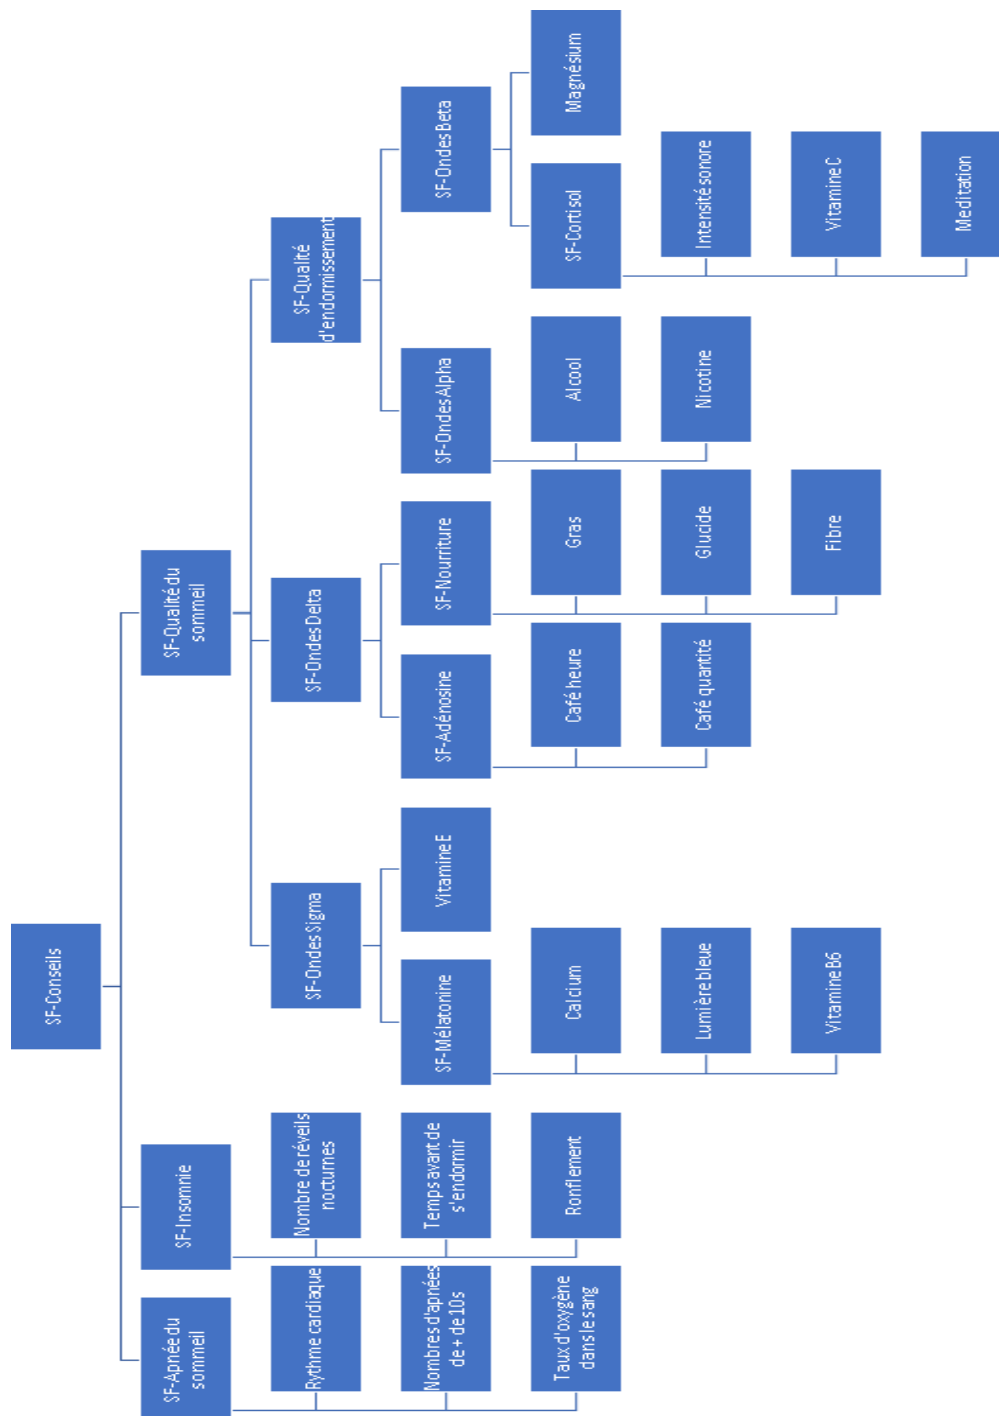 SF-Conseils
SF-Apnée du
sommeil
Rythme cardiaque
Nombres d'apnées
de + de 10s
Taux d'oxygène
dans le sang
SF-Insomnie
Nombre de réveils
nocturnes
Temps avant de
s'endormir
Ronflement
SF-Qualité du
sommeil
SF-Ondes Sigma
SF-Mélatonine
Calcium
Lumière bleue
Vitamine B6
Vitamine E
SF-Ondes Delta
SF-Adénosine
Café heure
Café quantité
SF-Nourriture
Gras
Glucide
Fibre
SF-Qualité
d'endormissement
SF-Ondes Alpha
Alcool
Nicotine
SF-Ondes Beta
SF-Cortisol
Intensité sonore
Vitamine C
Meditation
Magnésium